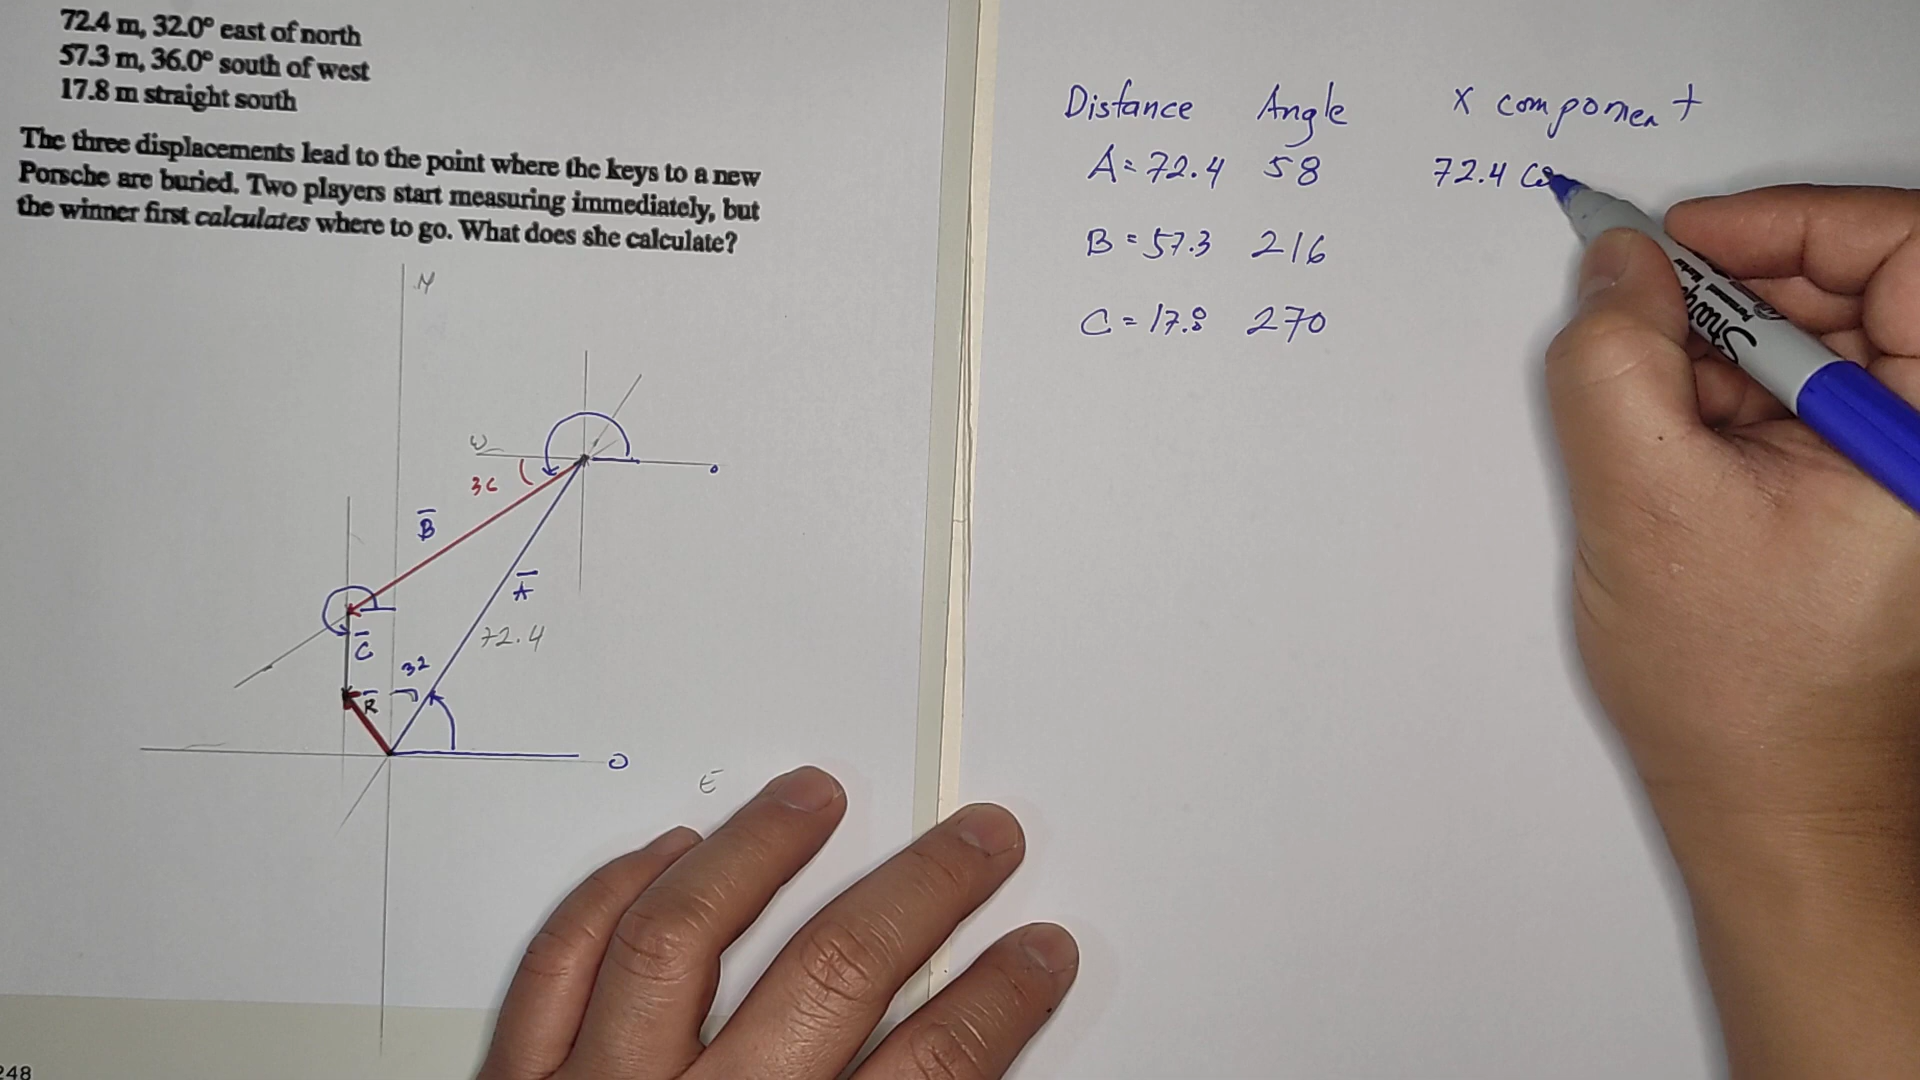 72.4 m, 32.0° east of north
57.3 m, 36.0° south of west
17.8 m straight south
The three displacements lead to the point where the keys to a new
Porsche are buried. Two players start measuring immediately, but
the winner first calculates where to go. What does she calculate?
N
W
36
B
A
72.4
C
32
R
O
E
Distance Angle X component
A = 72.4 58 72.4 Cos
B = 57.3 216
C = 17.8 270
248